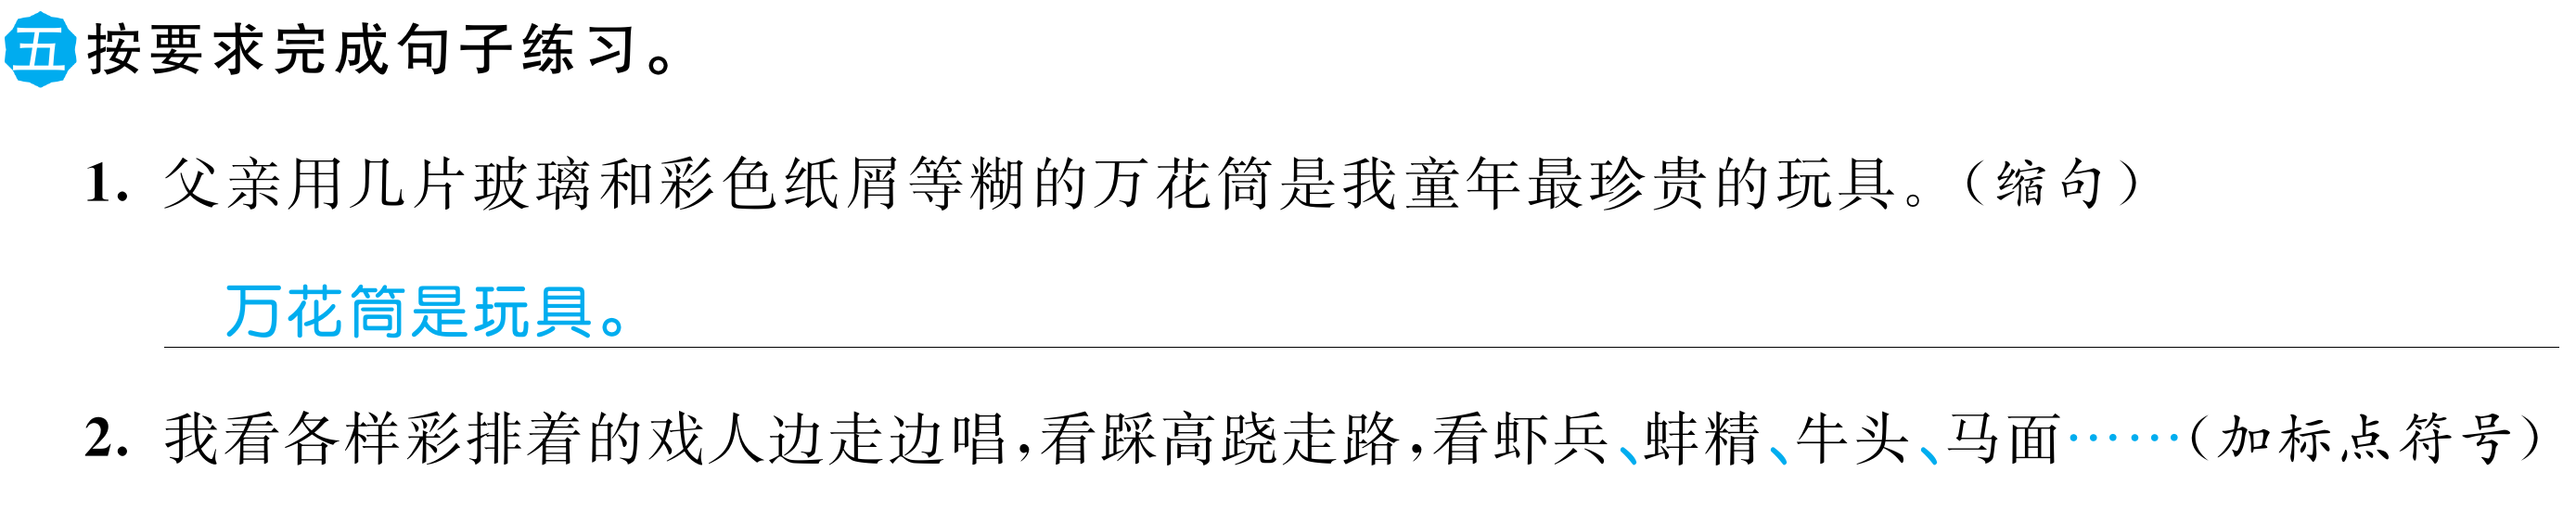 五 按要求完成句子练习。
1. 父亲用几片玻璃和彩色纸屑等糊的万花筒是我童年最珍贵的玩具。(缩句)
万花筒是玩具。
2. 我看各样彩排着的戏人边走边唱,看踩高跷走路,看虾兵、蚌精、牛头、马面······(加标点符号)